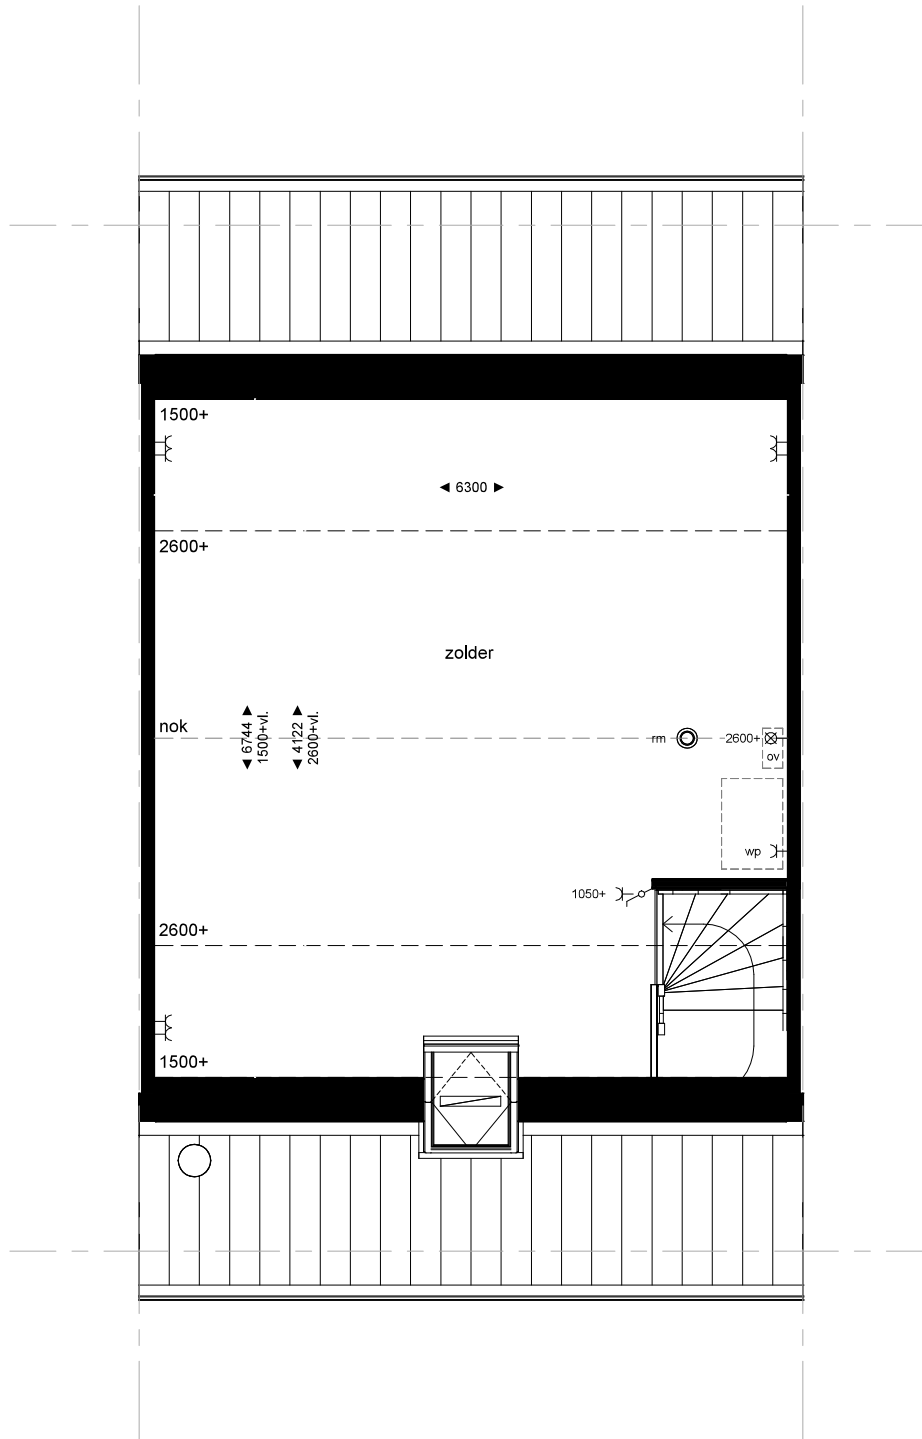 1500+
◄ 6300 ►
2600+
zolder
nok
◄ 6744 ►
1500+vl.
◄ 4122 ►
2600+vl.
rm
2600+
ov
wp
1050+
2600+
1500+